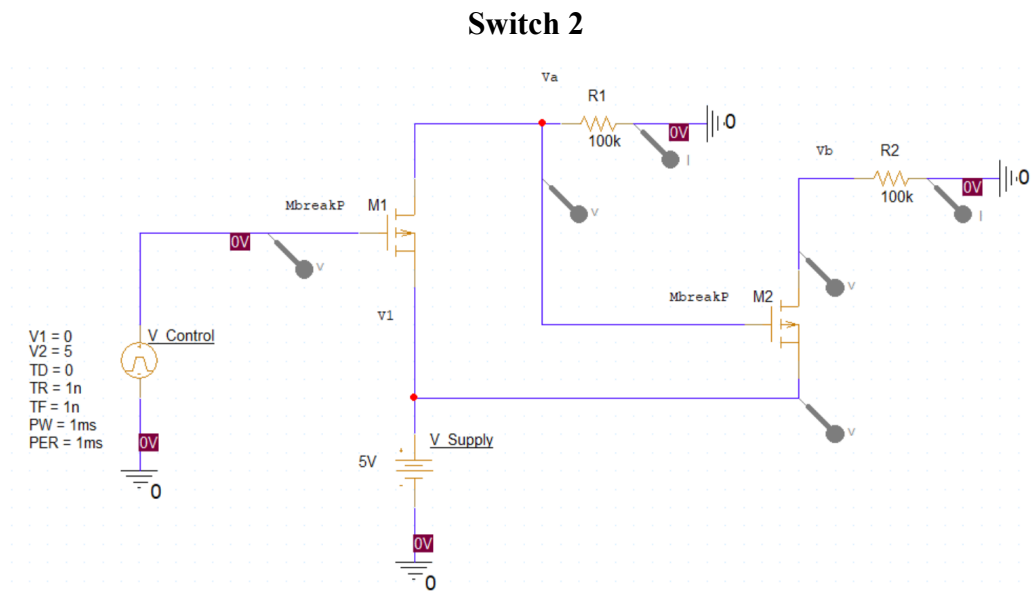 Switch 2
Va
R1
100k
0V
0
I
Vb
R2
100k
0V
0
I
V
MbreakP
M1
0V
V
V
MbreakP
M2
V1
V1 = 0
V2 = 5
TD = 0
TR = 1n
TF = 1n
PW = 1ms
PER = 1ms
V_Control
0V
0
V
5V
V_Supply
0V
0